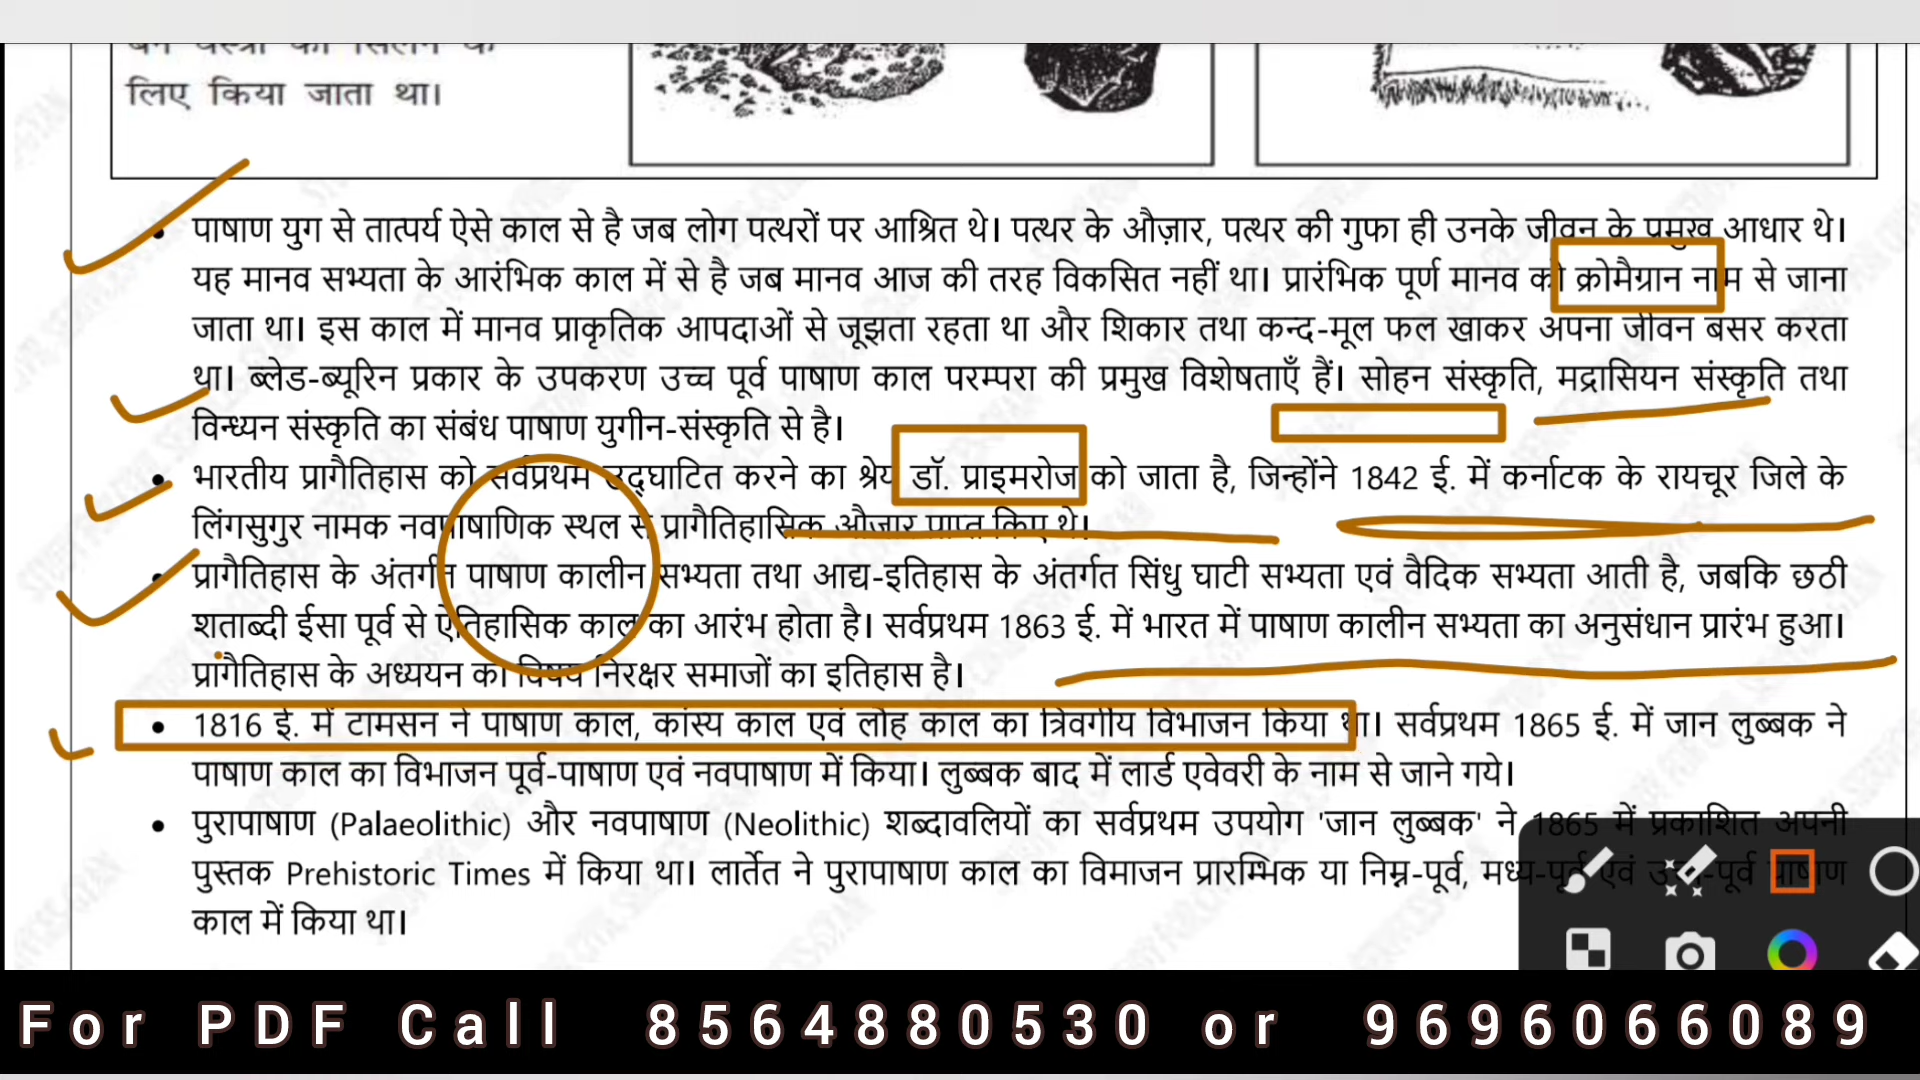 लिए किया जाता था।
पाषाण युग से तात्पर्य ऐसे काल से है जब लोग पत्थरों पर आश्रित थे। पत्थर के औज़ार, पत्थर की गुफा ही उनके जीवन के प्रमुख आधार थे।
यह मानव सभ्यता के आरंभिक काल में से है जब मानव आज की तरह विकसित नहीं था। प्रारंभिक पूर्ण मानव को क्रोमैग्रान नाम से जाना
जाता था। इस काल में मानव प्राकृतिक आपदाओं से जूझता रहता था और शिकार तथा कन्द-मूल फल खाकर अपना जीवन बसर करता
था। ब्लेड-ब्यूरिन प्रकार के उपकरण उच्च पूर्व पाषाण काल परम्परा की प्रमुख विशेषताएँ हैं। सोहन संस्कृति, मद्रासियन संस्कृति तथा
विन्ध्यन संस्कृति का संबंध पाषाण युगीन-संस्कृति से है।
भारतीय प्रागैतिहास को सर्वप्रथम उद्घाटित करने का श्रेय डॉ. प्राइमरोज को जाता है, जिन्होंने 1842 ई. में कर्नाटक के रायचूर जिले के
लिंगसुगुर नामक नवपाषाणिक स्थल से प्रागैतिहासिक औजार प्राप्त किए थे।
प्रागैतिहास के अंतर्गत पाषाण कालीन सभ्यता तथा आद्य-इतिहास के अंतर्गत सिंधु घाटी सभ्यता एवं वैदिक सभ्यता आती है, जबकि छठी
शताब्दी ईसा पूर्व से ऐतिहासिक काल का आरंभ होता है। सर्वप्रथम 1863 ई. में भारत में पाषाण कालीन सभ्यता का अनुसंधान प्रारंभ हुआ।
प्रागैतिहास के अध्ययन का विषय निरक्षर समाजों का इतिहास है।
1816 ई. में टामसन ने पाषाण काल, कांस्य काल एवं लौह काल का त्रिवर्गीय विभाजन किया था। सर्वप्रथम 1865 ई. में जान लुब्बक ने
पाषाण काल का विभाजन पूर्व-पाषाण एवं नवपाषाण में किया। लुब्बक बाद में लार्ड एवेवरी के नाम से जाने गये।
पुरापाषाण (Palaeolithic) और नवपाषाण (Neolithic) शब्दावलियों का सर्वप्रथम उपयोग 'जान लुब्बक' ने 1865 में प्रकाशित अपनी
पुस्तक Prehistoric Times में किया था। लार्तेत ने पुरापाषाण काल का विमाजन प्रारम्भिक या निम्न-पूर्व, मध्य-पूर्व एवं उच्च-पूर्व पाषाण
काल में किया था।
For PDF Call 8564880530 or 9696066089